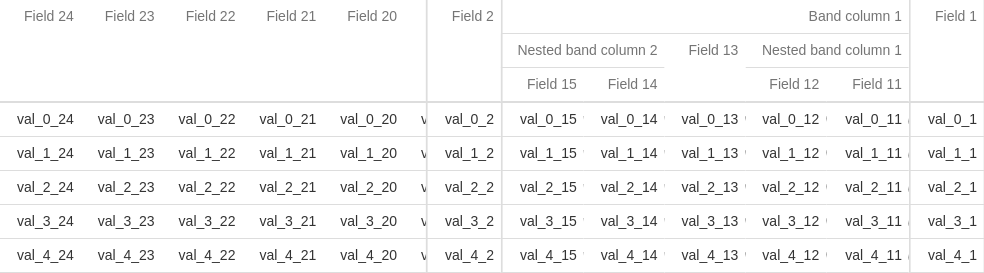 Field 24 Field 23 Field 22 Field 21 Field 20 Field 2 Band column 1 Field 1
Nested band column 2 Field 13 Nested band column 1
Field 15 Field 14 Field 12 Field 11
val_0_24 val_0_23 val_0_22 val_0_21 val_0_20 v val_0_2 val_0_15 val_0_14 val_0_13 val_0_12 val_0_11 val_0_1
val_1_24 val_1_23 val_1_22 val_1_21 val_1_20 v val_1_2 val_1_15 val_1_14 val_1_13 val_1_12 val_1_11 val_1_1
val_2_24 val_2_23 val_2_22 val_2_21 val_2_20 v val_2_2 val_2_15 val_2_14 val_2_13 val_2_12 val_2_11 val_2_1
val_3_24 val_3_23 val_3_22 val_3_21 val_3_20 v val_3_2 val_3_15 val_3_14 val_3_13 val_3_12 val_3_11 val_3_1
val_4_24 val_4_23 val_4_22 val_4_21 val_4_20 v val_4_2 val_4_15 val_4_14 val_4_13 val_4_12 val_4_11 val_4_1